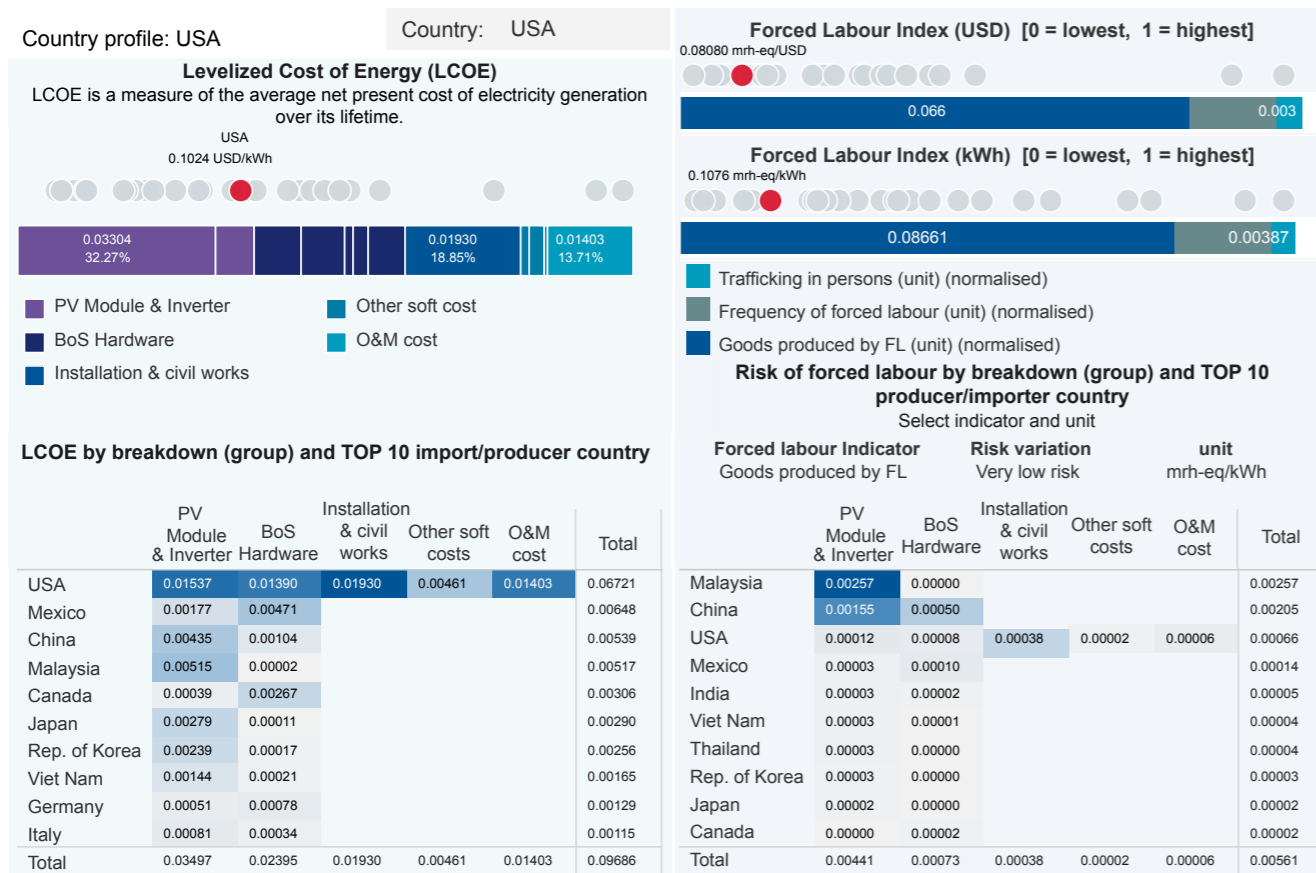 Country profile: USA
Country: USA
Levelized Cost of Energy (LCOE)
LCOE is a measure of the average net present cost of electricity generation
over its lifetime.
USA
0.1024 USD/kWh
0.03304 0.01930 0.01403
32.27% 18.85% 13.71%
PV Module & Inverter Other soft cost
BoS Hardware O&M cost
Installation & civil works
LCOE by breakdown (group) and TOP 10 import/producer country
PV Installation
Module BoS & civil Other soft O&M Total
& Inverter Hardware works costs cost
USA 0.01537 0.01390 0.01930 0.00461 0.01403 0.06721
Mexico 0.00177 0.00471 0.00648
China 0.00435 0.00104 0.00539
Malaysia 0.00515 0.00002 0.00517
Canada 0.00039 0.00267 0.00306
Japan 0.00279 0.00011 0.00290
Rep. of Korea 0.00239 0.00017 0.00256
Viet Nam 0.00144 0.00021 0.00165
Germany 0.00051 0.00078 0.00129
Italy 0.00081 0.00034 0.00115
Total 0.03497 0.02395 0.01930 0.00461 0.01403 0.09686
Forced Labour Index (USD) [0 = lowest, 1 = highest]
0.08080 mrh-eq/USD
0.066 0.003
Forced Labour Index (kWh) [0 = lowest, 1 = highest]
0.1076 mrh-eq/kWh
0.08661 0.00387
Trafficking in persons (unit) (normalised)
Frequency of forced labour (unit) (normalised)
Goods produced by FL (unit) (normalised)
Risk of forced labour by breakdown (group) and TOP 10
producer/importer country
Select indicator and unit
Forced labour Indicator Risk variation unit
Goods produced by FL Very low risk mrh-eq/kWh
PV Installation
Module BoS & civil Other soft O&M Total
& Inverter Hardware works costs cost
Malaysia 0.00257 0.00000 0.00257
China 0.00155 0.00050 0.00205
USA 0.00012 0.00008 0.00038 0.00002 0.00006 0.00066
Mexico 0.00003 0.00010 0.00014
India 0.00003 0.00002 0.00005
Viet Nam 0.00003 0.00001 0.00004
Thailand 0.00003 0.00000 0.00004
Rep. of Korea 0.00003 0.00000 0.00003
Japan 0.00002 0.00000 0.00002
Canada 0.00000 0.00002 0.00002
Total 0.00441 0.00073 0.00038 0.00002 0.00006 0.00561